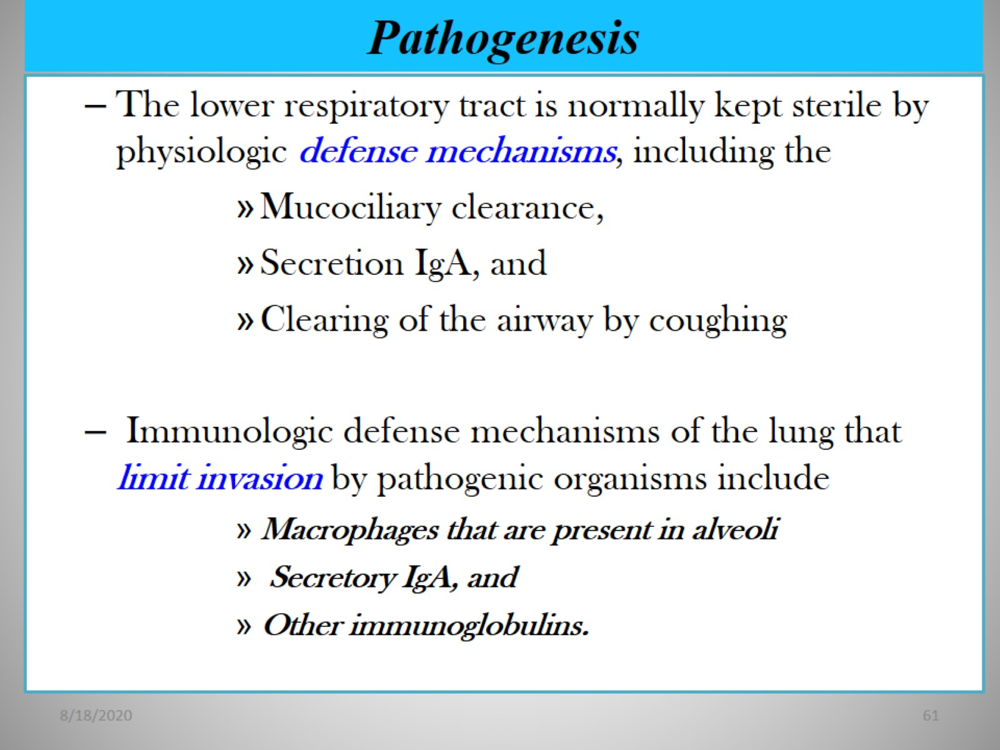 Pathogenesis
– The lower respiratory tract is normally kept sterile by
physiologic defense mechanisms, including the
» Mucociliary clearance,
» Secretion IgA, and
» Clearing of the airway by coughing
– Immunologic defense mechanisms of the lung that
limit invasion by pathogenic organisms include
» Macrophages that are present in alveoli
» Secretory IgA, and
» Other immunoglobulins.
8/18/2020
61